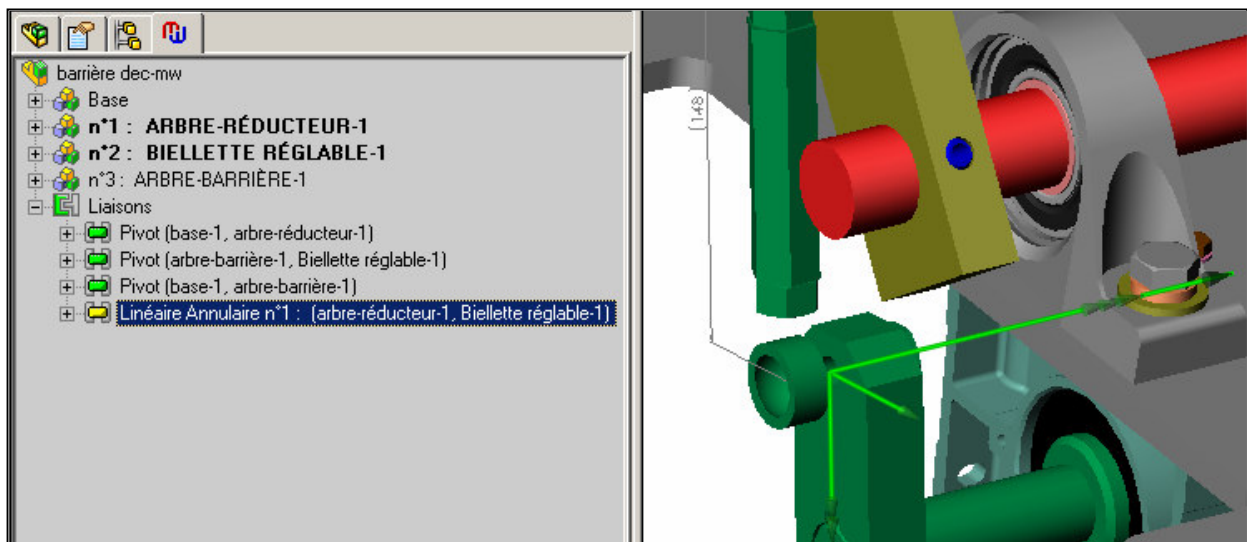 barrière dec-mw
Base
n°1 : ARBRE-RÉDUCTEUR-1
n°2 : BIELLETTE RÉGLABLE-1
n°3 : ARBRE-BARRIÈRE-1
Liaisons
Pivot (base-1, arbre-réducteur-1)
Pivot (arbre-barrière-1, Biellette réglable-1)
Pivot (base-1, arbre-barrière-1)
Linéaire Annulaire n°1 : (arbre-réducteur-1, Biellette réglable-1)
(148